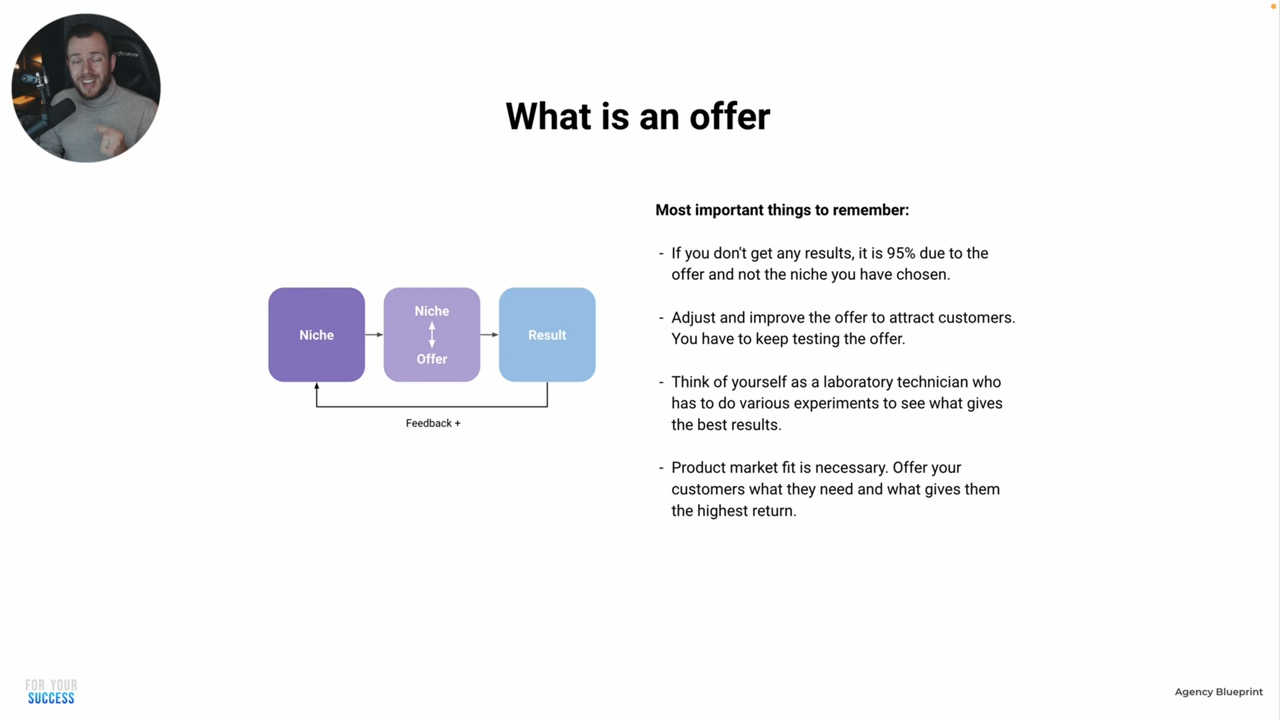 What is an offer
Most important things to remember:
- If you don't get any results, it is 95% due to the
offer and not the niche you have chosen.
- Adjust and improve the offer to attract customers.
You have to keep testing the offer.
- Think of yourself as a laboratory technician who
has to do various experiments to see what gives
the best results.
- Product market fit is necessary. Offer your
customers what they need and what gives them
the highest return.
Niche
Niche
Offer
Result
Feedback +
FOR YOUR
SUCCESS
Agency Blueprint